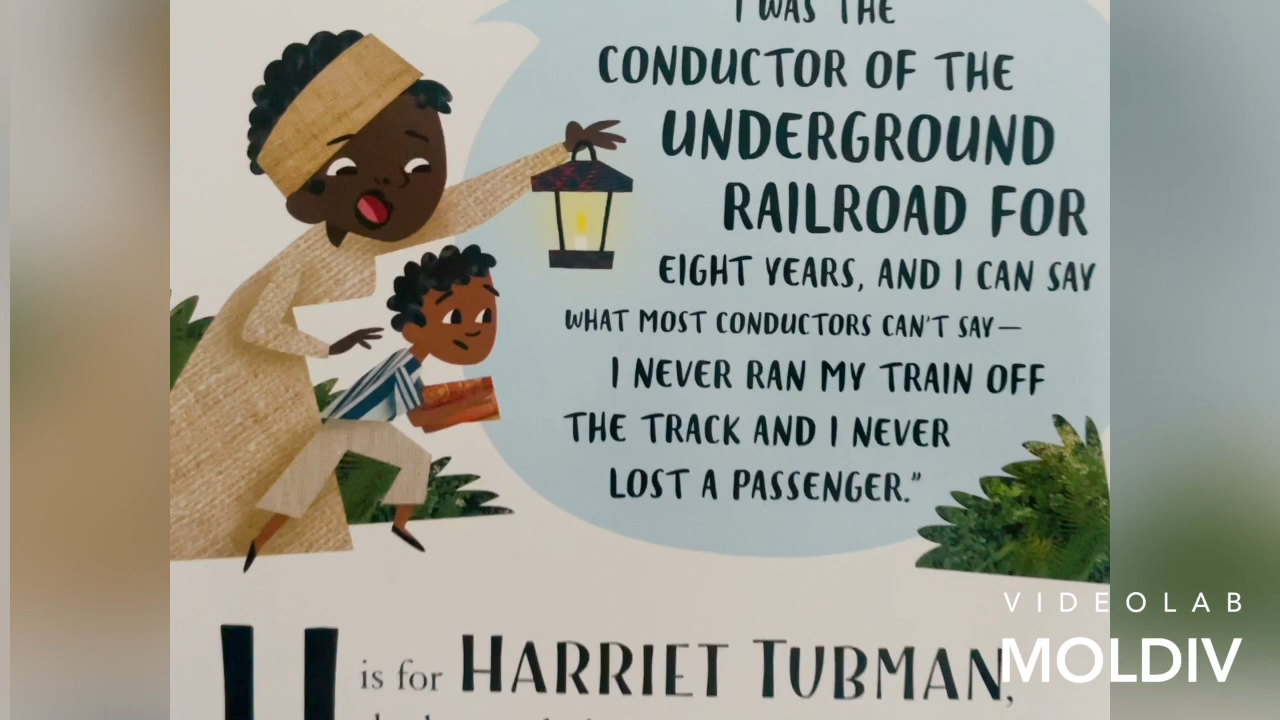 I WAS THE
CONDUCTOR OF THE
UNDERGROUND
RAILROAD FOR
EIGHT YEARS, AND I CAN SAY
WHAT MOST CONDUCTORS CAN'T SAY—
I NEVER RAN MY TRAIN OFF
THE TRACK AND I NEVER
LOST A PASSENGER."
H is for HARRIET TUBMAN,
VIDEOLAB
MOLDIV